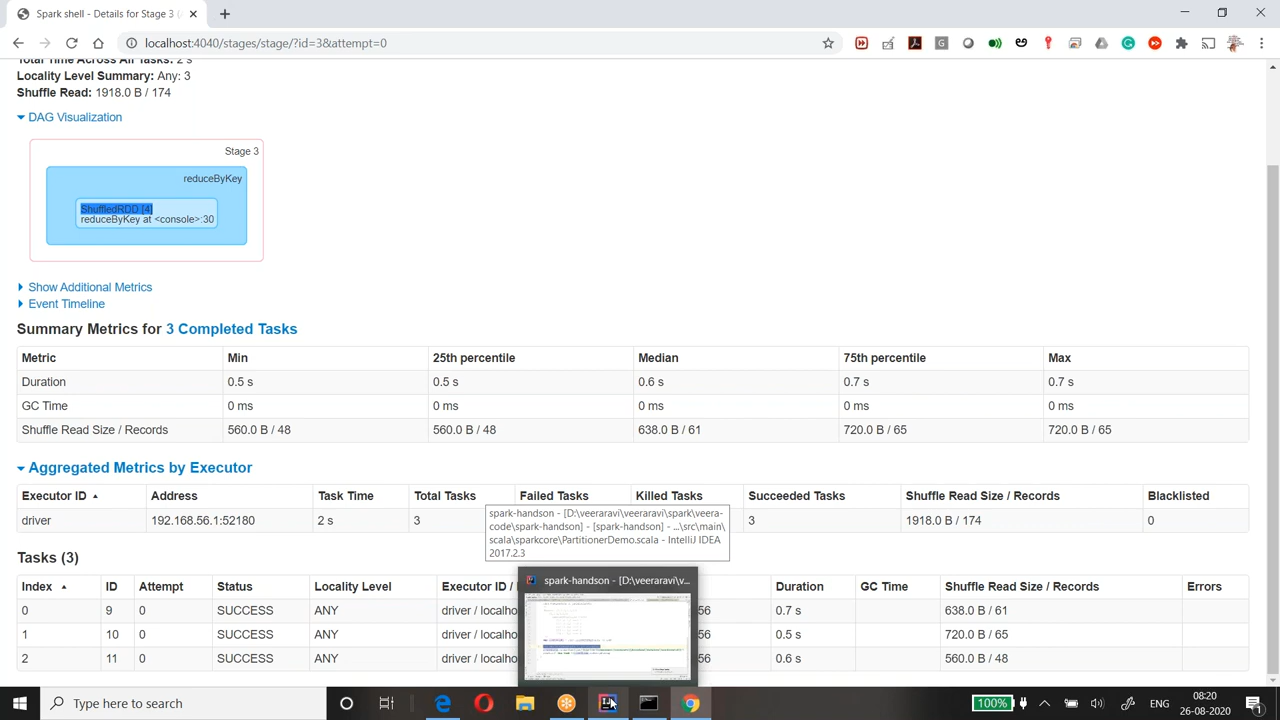 Spark shell - Details for Stage 3 (
localhost:4040/stages/stage/?id=3&attempt=0
Total Time Across All Tasks: 2 s
Locality Level Summary: Any: 3
Shuffle Read: 1918.0 B / 174
DAG Visualization
Stage 3
reduceByKey
ShuffledRDD [4]
reduceByKey at <console>:30
Show Additional Metrics
Event Timeline
Summary Metrics for 3 Completed Tasks
Metric Min 25th percentile Median 75th percentile Max
Duration 0.5 s 0.5 s 0.6 s 0.7 s 0.7 s
GC Time 0 ms 0 ms 0 ms 0 ms 0 ms
Shuffle Read Size / Records 560.0 B / 48 560.0 B / 48 638.0 B / 61 720.0 B / 65 720.0 B / 65
Aggregated Metrics by Executor
Executor ID Address Task Time Total Tasks Failed Tasks Killed Tasks Succeeded Tasks Shuffle Read Size / Records Blacklisted
driver 192.168.56.1:52180 2 s 3 3 1918.0 B / 174 0
spark-handson - [D:\veeraravi\veeraravi\spark\veera-
code\spark-handson] - [spark-handson] - ...\src\main\
scala\sparkcore\PartitionerDemo.scala - IntelliJ IDEA
2017.2.3
Tasks (3)
spark-handson - [D:\veeraravi\v...
Index ID Attempt Status Locality Level Executor ID / Duration GC Time Shuffle Read Size / Records Errors
0 9 0 SUCCESS ANY driver / localho 56 0.7 s 638.0 B / 61
1 10 0 SUCCESS ANY driver / localho 56 0.5 s 720.0 B / 65
2 11 0 SUCCESS ANY driver / localho 56 0.6 s 560.0 B / 48
Type here to search
100%
ENG
08:20
26-08-2020